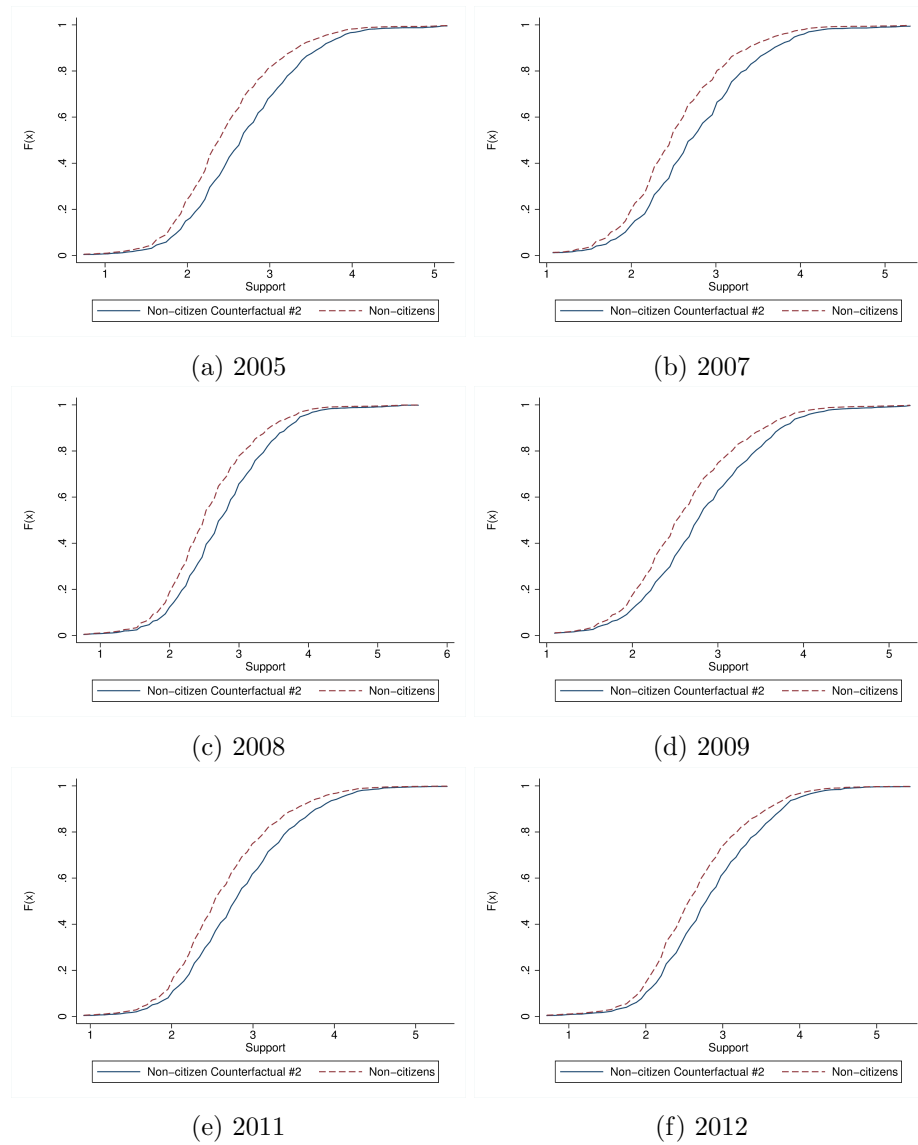 F(x)
0 .2 .4 .6 .8 1
1 2 3 4 5
Support
Non-citizen Counterfactual #2 Non-citizens
(a) 2005
F(x)
0 .2 .4 .6 .8 1
1 2 3 4 5
Support
Non-citizen Counterfactual #2 Non-citizens
(b) 2007
F(x)
0 .2 .4 .6 .8 1
1 2 3 4 5 6
Support
Non-citizen Counterfactual #2 Non-citizens
(c) 2008
F(x)
0 .2 .4 .6 .8 1
1 2 3 4 5
Support
Non-citizen Counterfactual #2 Non-citizens
(d) 2009
F(x)
0 .2 .4 .6 .8 1
1 2 3 4 5
Support
Non-citizen Counterfactual #2 Non-citizens
(e) 2011
F(x)
0 .2 .4 .6 .8 1
1 2 3 4 5
Support
Non-citizen Counterfactual #2 Non-citizens
(f) 2012